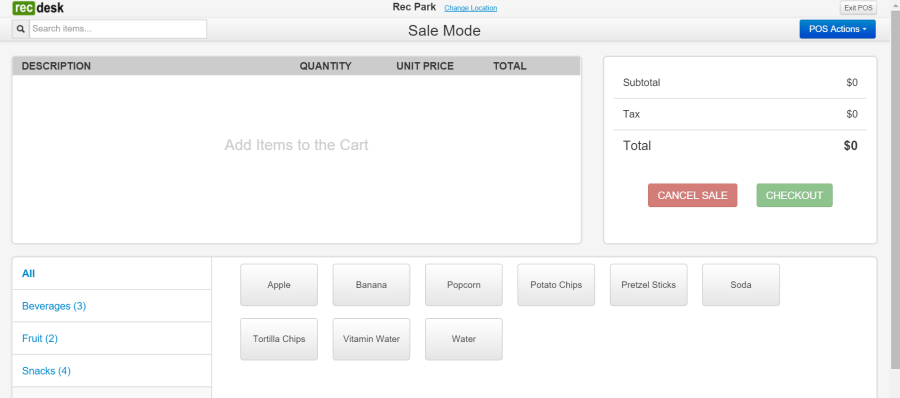 recdesk
Rec Park Change Location
Exit POS
Search items...
Sale Mode
POS Actions
DESCRIPTION QUANTITY UNIT PRICE TOTAL
Add Items to the Cart
Subtotal $0
Tax $0
Total $0
CANCEL SALE CHECKOUT
All
Beverages (3)
Fruit (2)
Snacks (4)
Apple Banana Popcorn Potato Chips Pretzel Sticks Soda
Tortilla Chips Vitamin Water Water